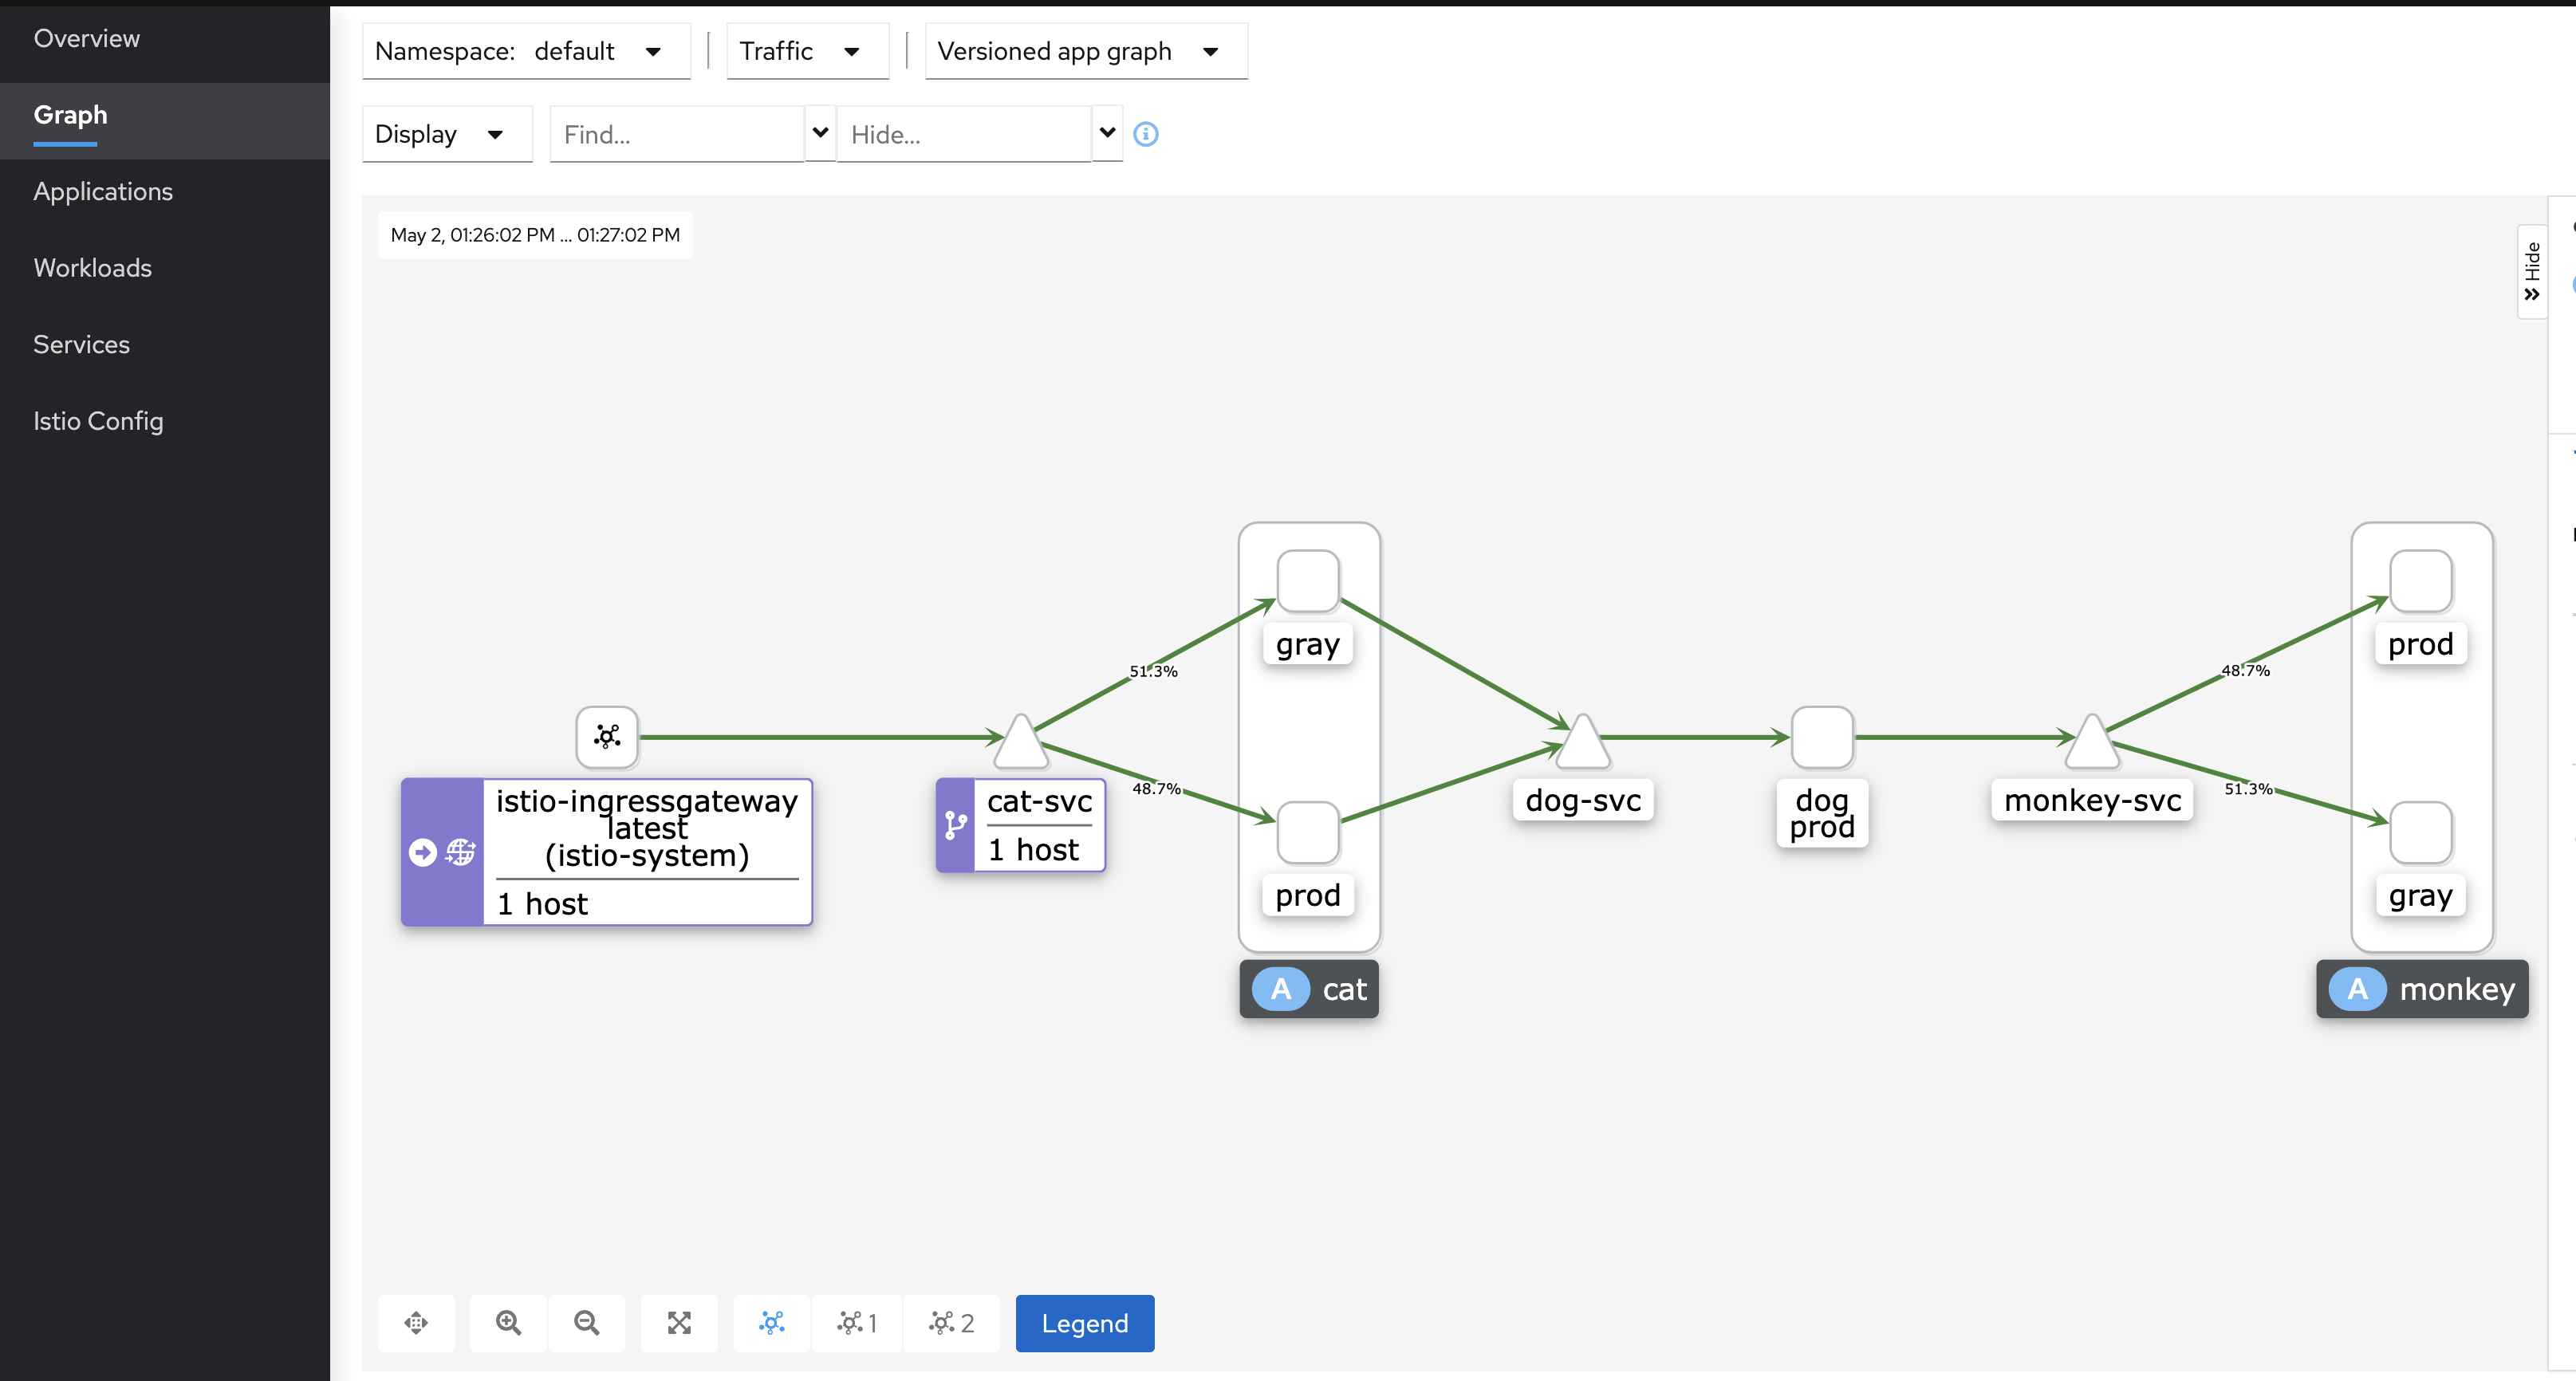 Overview
Graph
Applications
Workloads
Services
Istio Config
Namespace: default
Traffic
Versioned app graph
Display
Find...
Hide...
May 2, 01:26:02 PM ... 01:27:02 PM
Hide
istio-ingressgateway
latest
(istio-system)
1 host
cat-svc
1 host
51.3%
48.7%
gray
prod
A cat
dog-svc
dog
prod
monkey-svc
48.7%
51.3%
prod
gray
A monkey
1
2
Legend